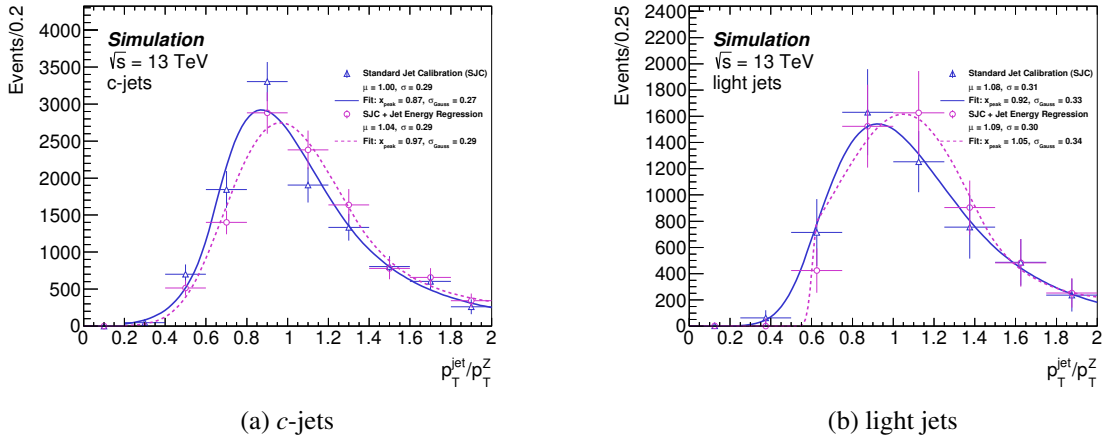 Events/0.2
Simulation
√s = 13 TeV
c-jets
Standard Jet Calibration (SJC)
μ = 1.00, σ = 0.29
Fit: x_peak = 0.87, σ_Gauss = 0.27
SJC + Jet Energy Regression
μ = 1.04, σ = 0.29
Fit: x_peak = 0.97, σ_Gauss = 0.29
4000
3500
3000
2500
2000
1500
1000
500
0
0 0.2 0.4 0.6 0.8 1 1.2 1.4 1.6 1.8 2
p_T^jet/p_T^Z
(a) c-jets
Events/0.25
Simulation
√s = 13 TeV
light jets
Standard Jet Calibration (SJC)
μ = 1.08, σ = 0.31
Fit: x_peak = 0.92, σ_Gauss = 0.33
SJC + Jet Energy Regression
μ = 1.09, σ = 0.30
Fit: x_peak = 1.05, σ_Gauss = 0.34
2400
2200
2000
1800
1600
1400
1200
1000
800
600
400
200
0
0 0.2 0.4 0.6 0.8 1 1.2 1.4 1.6 1.8 2
p_T^jet/p_T^Z
(b) light jets